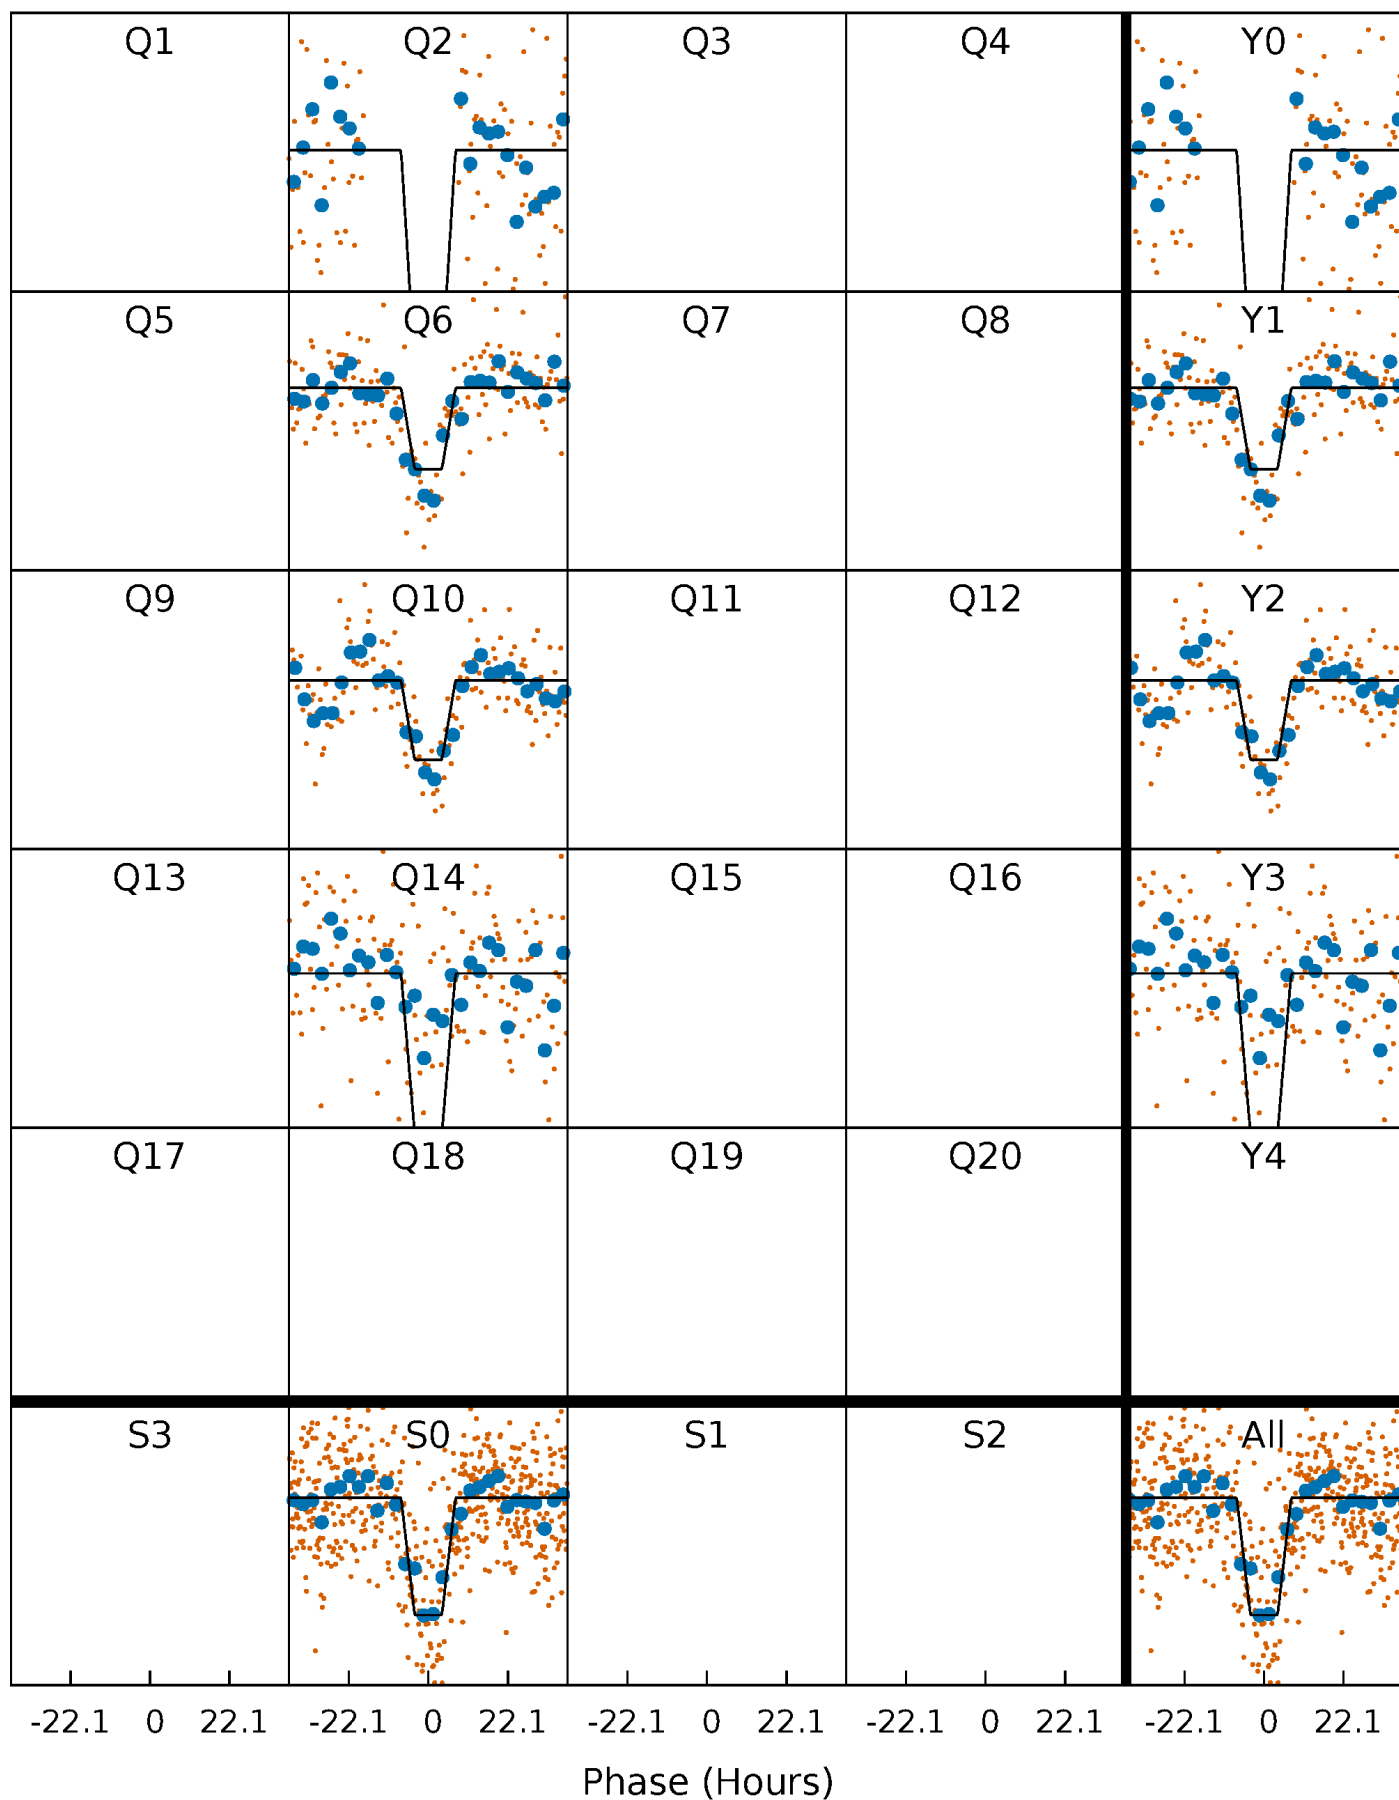 Q1 Q2 Q3 Q4 Y0
Q5 Q6 Q7 Q8 Y1
Q9 Q10 Q11 Q12 Y2
Q13 Q14 Q15 Q16 Y3
Q17 Q18 Q19 Q20 Y4
S3 S0 S1 S2 All
-22.1 0 22.1 -22.1 0 22.1 -22.1 0 22.1 -22.1 0 22.1 -22.1 0 22.1
Phase (Hours)